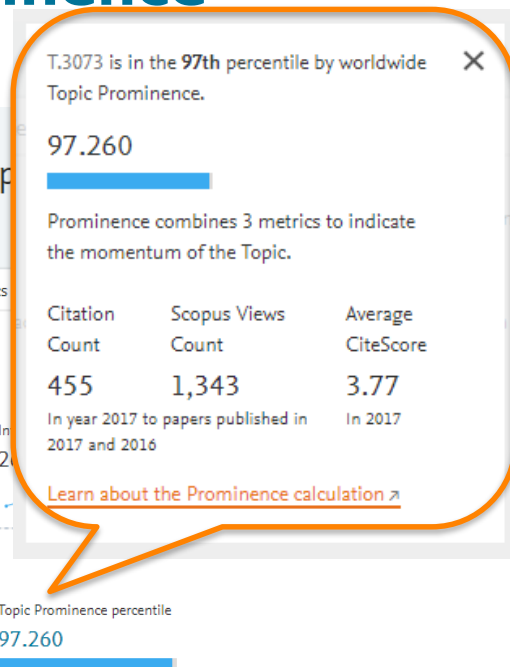 T.3073 is in the 97th percentile by worldwide
Topic Prominence.
97.260
Prominence combines 3 metrics to indicate
the momentum of the Topic.
Citation Scopus Views Average
Count Count CiteScore
455 1,343 3.77
In year 2017 to papers published in In 2017
2017 and 2016
Learn about the Prominence calculation
Topic Prominence percentile
97.260